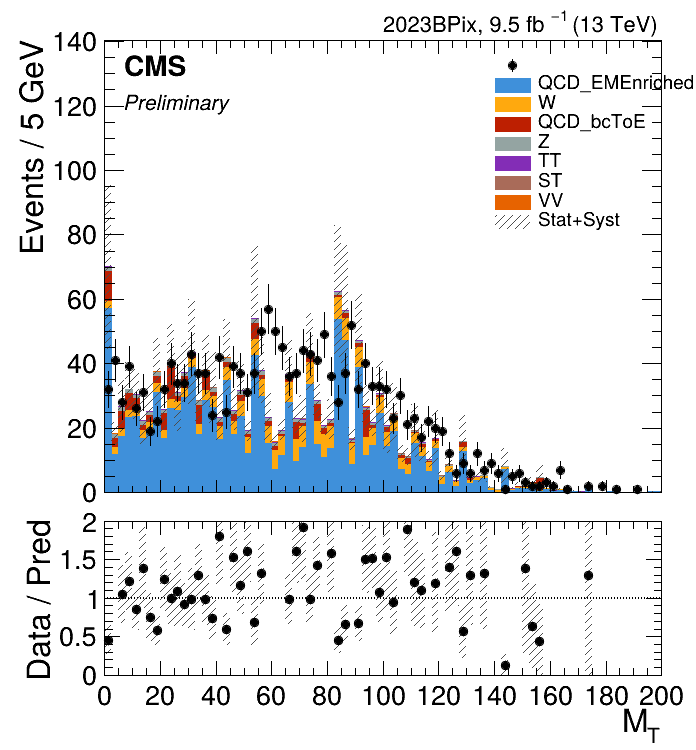 2023BPix, 9.5 fb⁻¹ (13 TeV)
CMS
Preliminary
Events / 5 GeV
140
120
100
80
60
40
20
0
QCD_EMEnriched
W
QCD_bcToE
Z
TT
ST
VV
Stat+Syst
Data / Pred
2
1.5
1
0.5
0
0 20 40 60 80 100 120 140 160 180 200
M_T